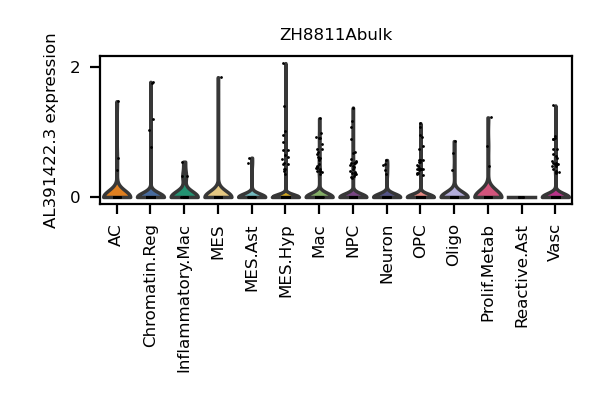 ZH8811Abulk
AL391422.3 expression
2
0
AC
Chromatin.Reg
Inflammatory.Mac
MES
MES.Ast
MES.Hyp
Mac
NPC
Neuron
OPC
Oligo
Prolif.Metab
Reactive.Ast
Vasc